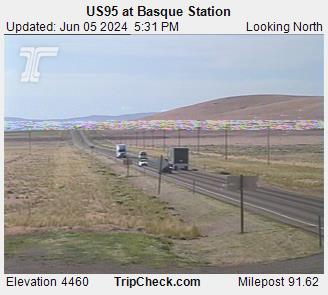 US95 at Basque Station
Updated: Jun 05 2024 5:31 PM Looking North
Elevation 4460 TripCheck.com Milepost 91.62